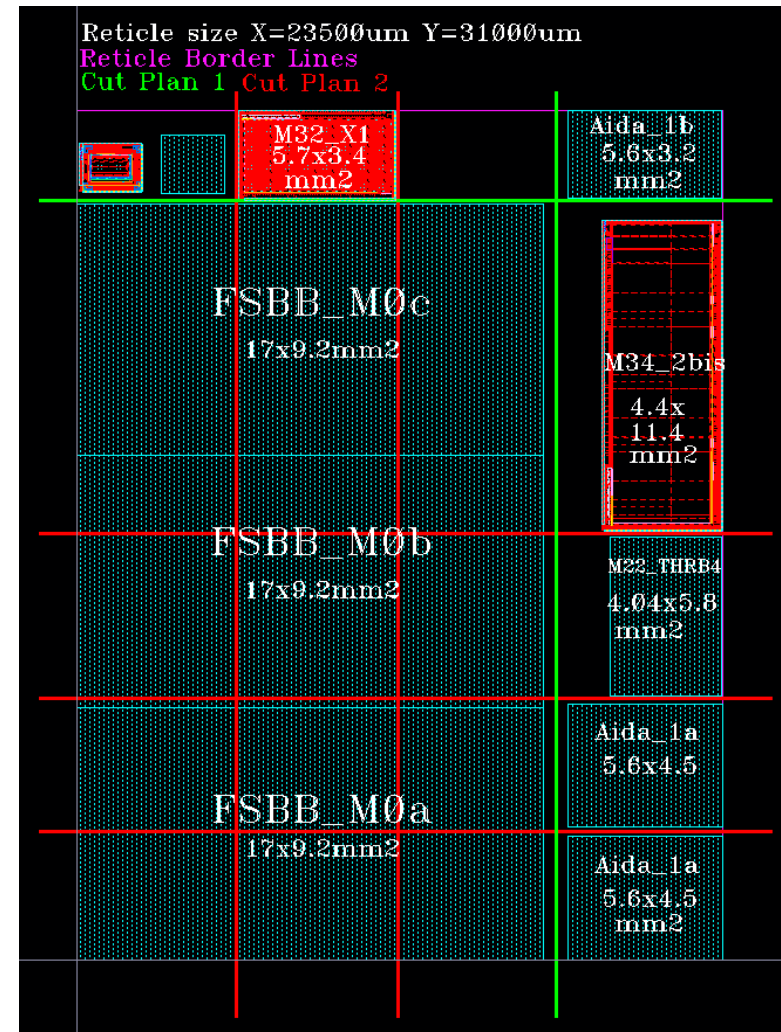 Reticle size X=23500um Y=31000um
Reticle Border Lines
Cut Plan 1 Cut Plan 2
M32_X1
5.7x3.4
mm2
Aida_1b
5.6x3.2
mm2
FSBB_M0c
17x9.2mm2
M34_2bis
4.4x
11.4
mm2
FSBB_M0b
17x9.2mm2
M22_THRB4
4.04x5.8
mm2
Aida_1a
5.6x4.5
FSBB_M0a
17x9.2mm2
Aida_1a
5.6x4.5
mm2